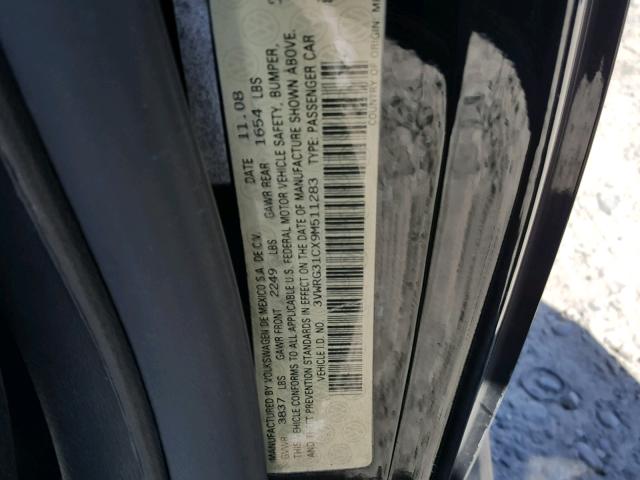 MANUFACTURED BY VOLKSWAGEN DE MEXICO S.A. DE C.V. DATE 11.08
GVWR 3837 LBS GAWR FRONT 2249 LBS GAWR REAR 1654 LBS
THIS VEHICLE CONFORMS TO ALL APPLICABLE U.S. FEDERAL MOTOR VEHICLE SAFETY, BUMPER,
AND THEFT PREVENTION STANDARDS IN EFFECT ON THE DATE OF MANUFACTURE SHOWN ABOVE.
VEHICLE I.D. NO. 3VWRG31CX9M511283 TYPE: PASSENGER CAR
COUNTRY OF ORIGIN: